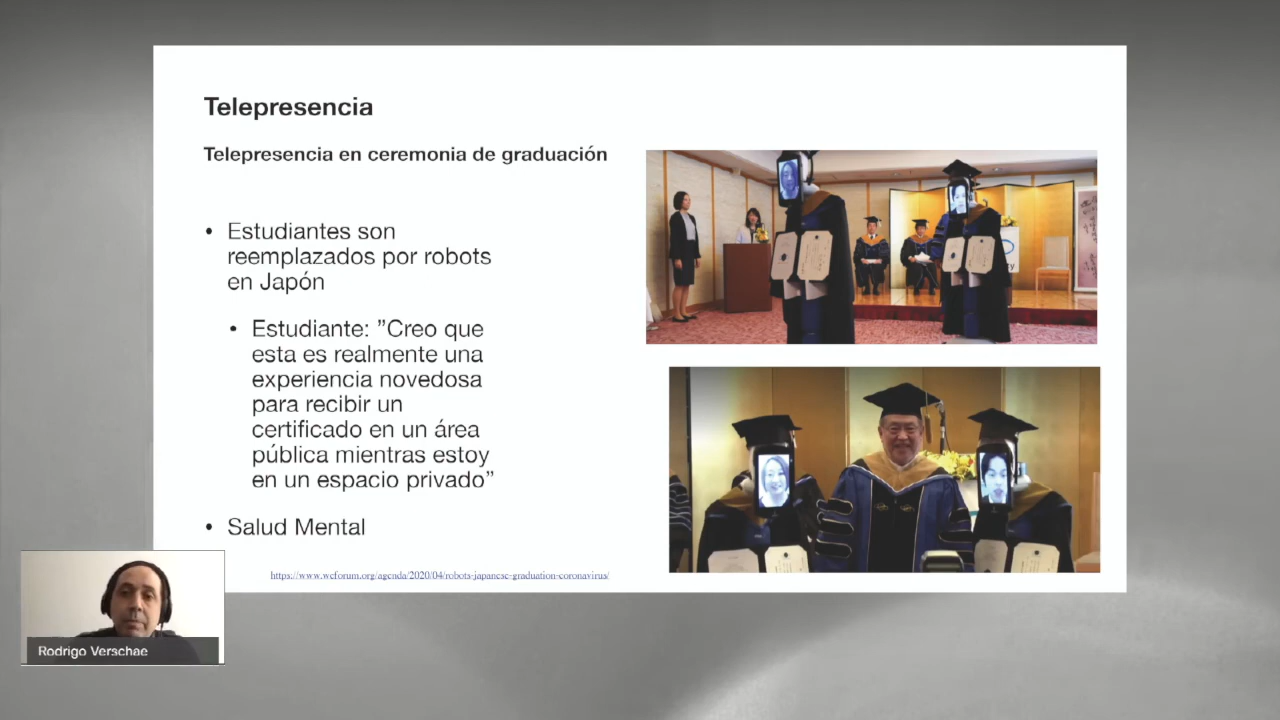 Telepresencia
Telepresencia en ceremonia de graduación
• Estudiantes son
reemplazados por robots
en Japón
• Estudiante: ”Creo que
esta es realmente una
experiencia novedosa
para recibir un
certificado en un área
pública mientras estoy
en un espacio privado”
• Salud Mental
https://www.weforum.org/agenda/2020/04/robots-japanese-graduation-coronavirus/
Rodrigo Verschae